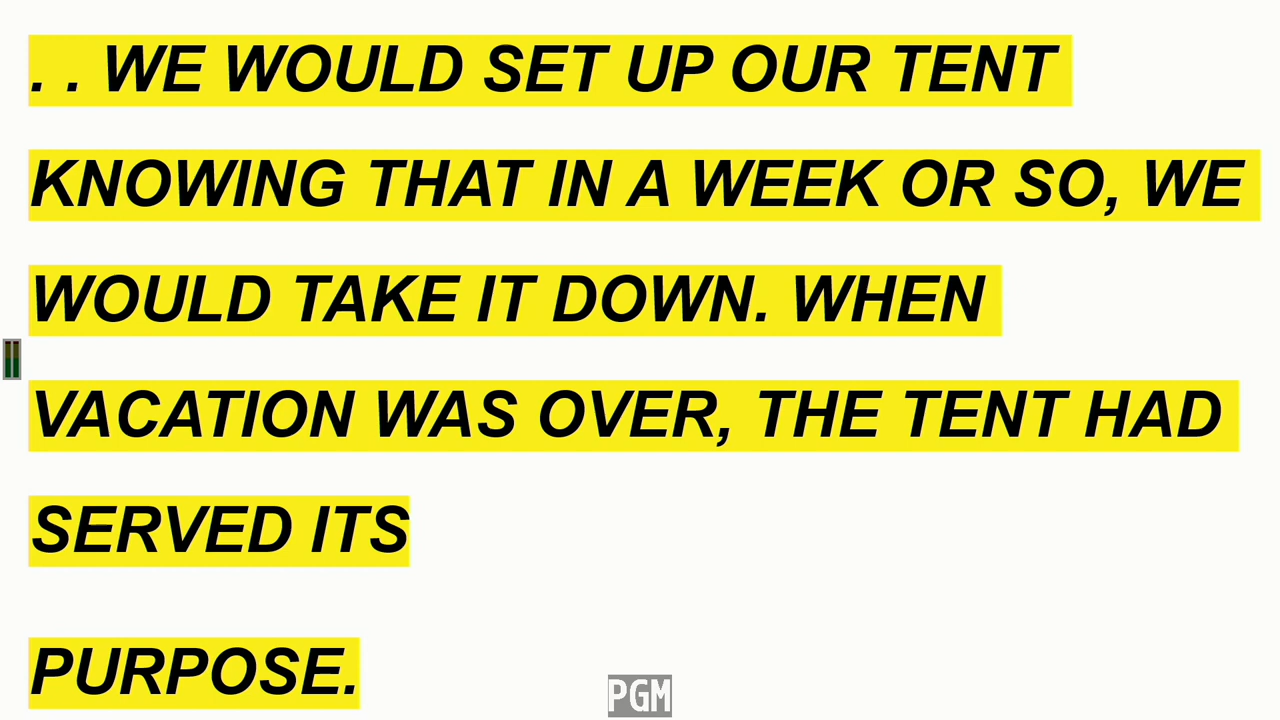 . . WE WOULD SET UP OUR TENT
KNOWING THAT IN A WEEK OR SO, WE
WOULD TAKE IT DOWN. WHEN
VACATION WAS OVER, THE TENT HAD
SERVED ITS
PURPOSE.
PGM